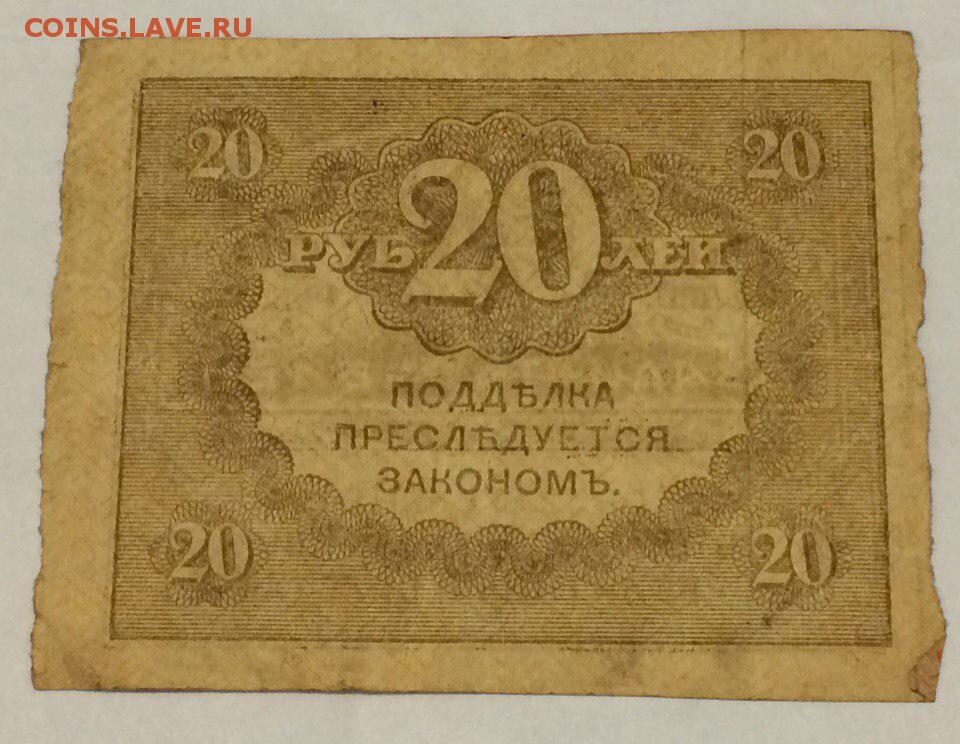 COINS.LAVE.RU
20 20
20
РУБ ЛЕЙ
ПОДДѢЛКА
ПРЕСЛѢДУЕТСЯ
ЗАКОНОМЪ.
20 20